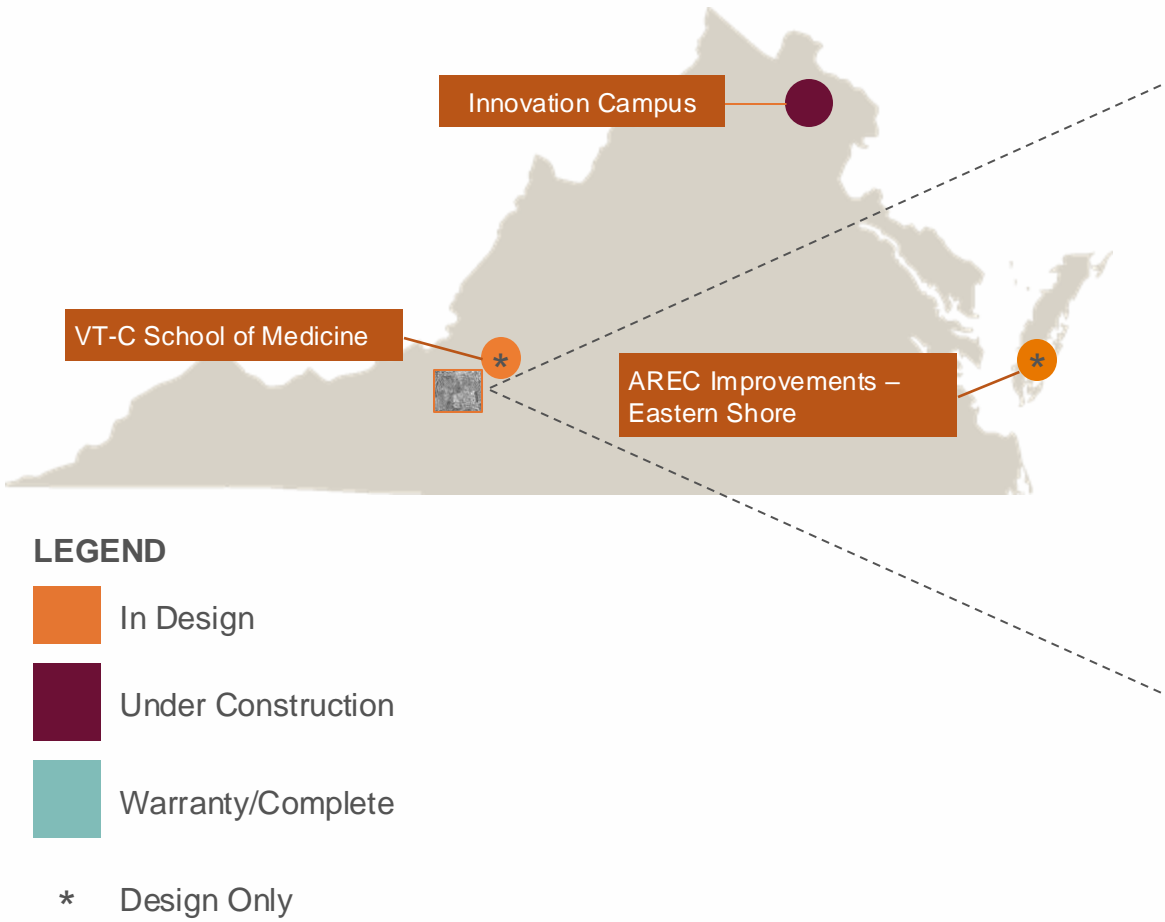 Innovation Campus
VT-C School of Medicine
*
*
AREC Improvements –
Eastern Shore
LEGEND
In Design
Under Construction
Warranty/Complete
* Design Only